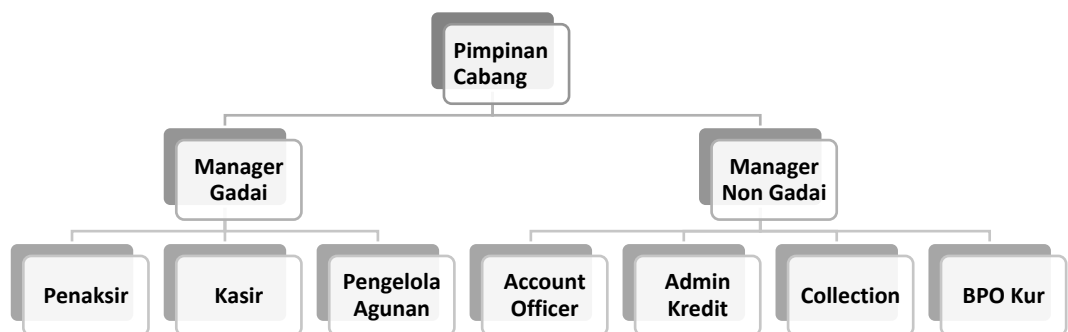 Pimpinan
Cabang
Manager
Gadai
Manager
Non Gadai
Penaksir
Kasir
Pengelola
Agunan
Account
Officer
Admin
Kredit
Collection
BPO Kur